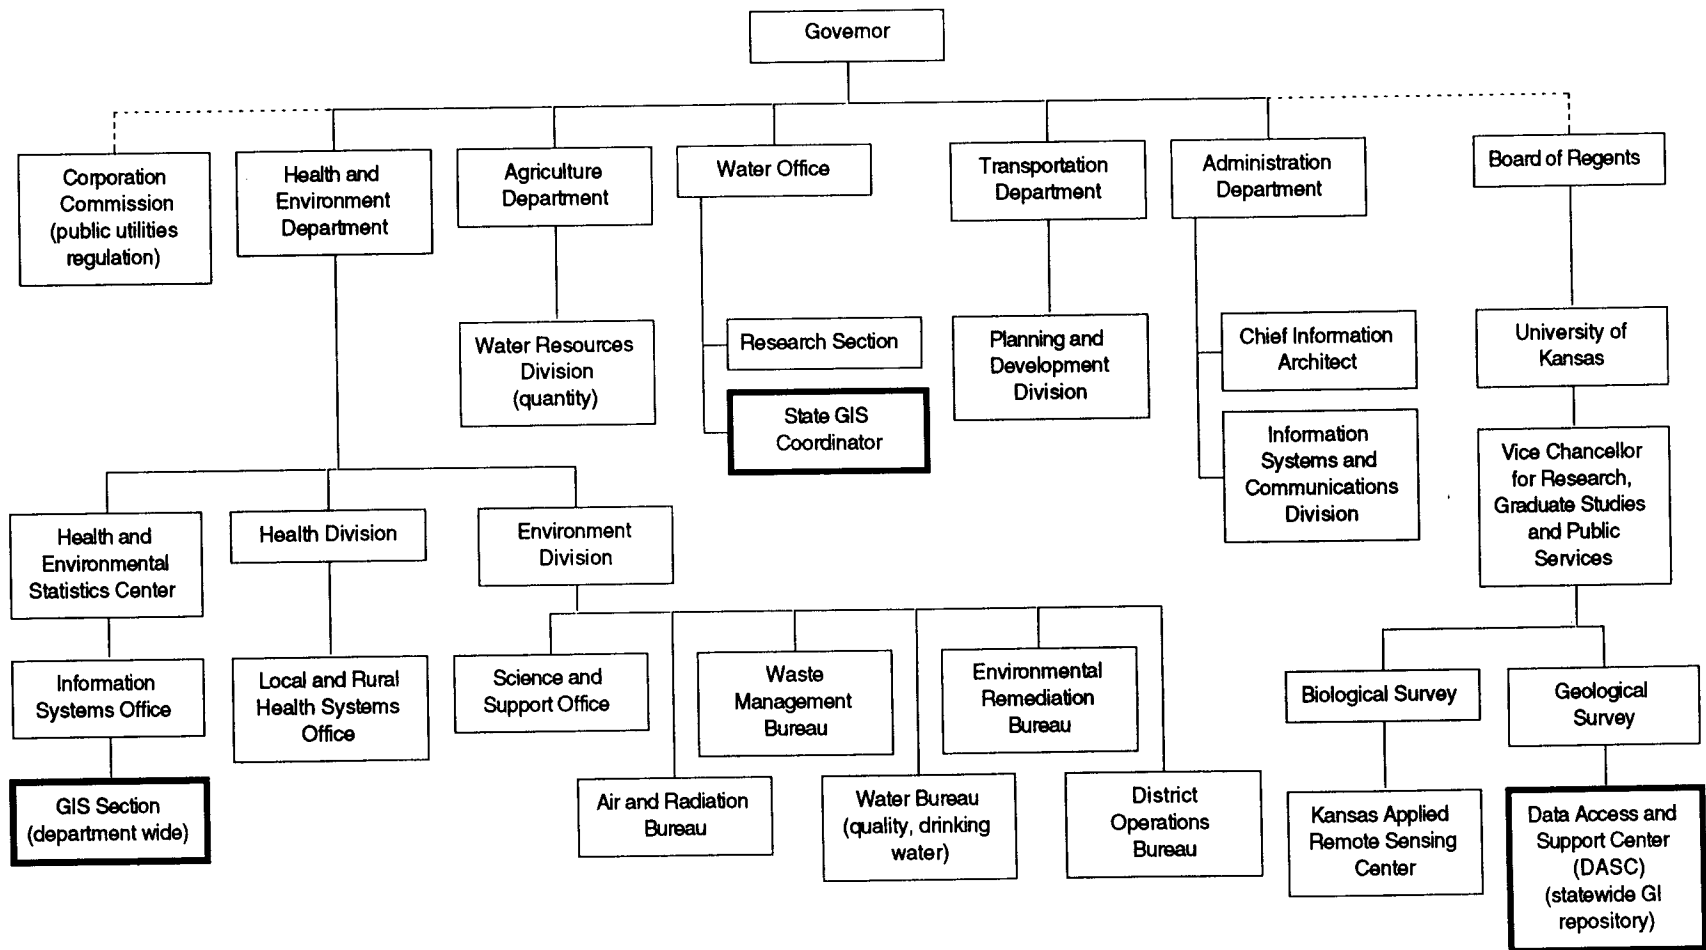 Governor
Corporation
Commission
(public utilities
regulation)
Health and
Environment
Department
Agriculture
Department
Water Office
Transportation
Department
Administration
Department
Board of Regents
Water Resources
Division
(quantity)
Research Section
State GIS
Coordinator
Planning and
Development
Division
Chief Information
Architect
Information
Systems and
Communications
Division
University of
Kansas
Vice Chancellor
for Research,
Graduate Studies
and Public
Services
Health and
Environmental
Statistics Center
Health Division
Environment
Division
Information
Systems Office
Local and Rural
Health Systems
Office
Science and
Support Office
Waste
Management
Bureau
Environmental
Remediation
Bureau
Biological Survey
Geological
Survey
GIS Section
(department wide)
Air and Radiation
Bureau
Water Bureau
(quality, drinking
water)
District
Operations
Bureau
Kansas Applied
Remote Sensing
Center
Data Access and
Support Center
(DASC)
(statewide GI
repository)